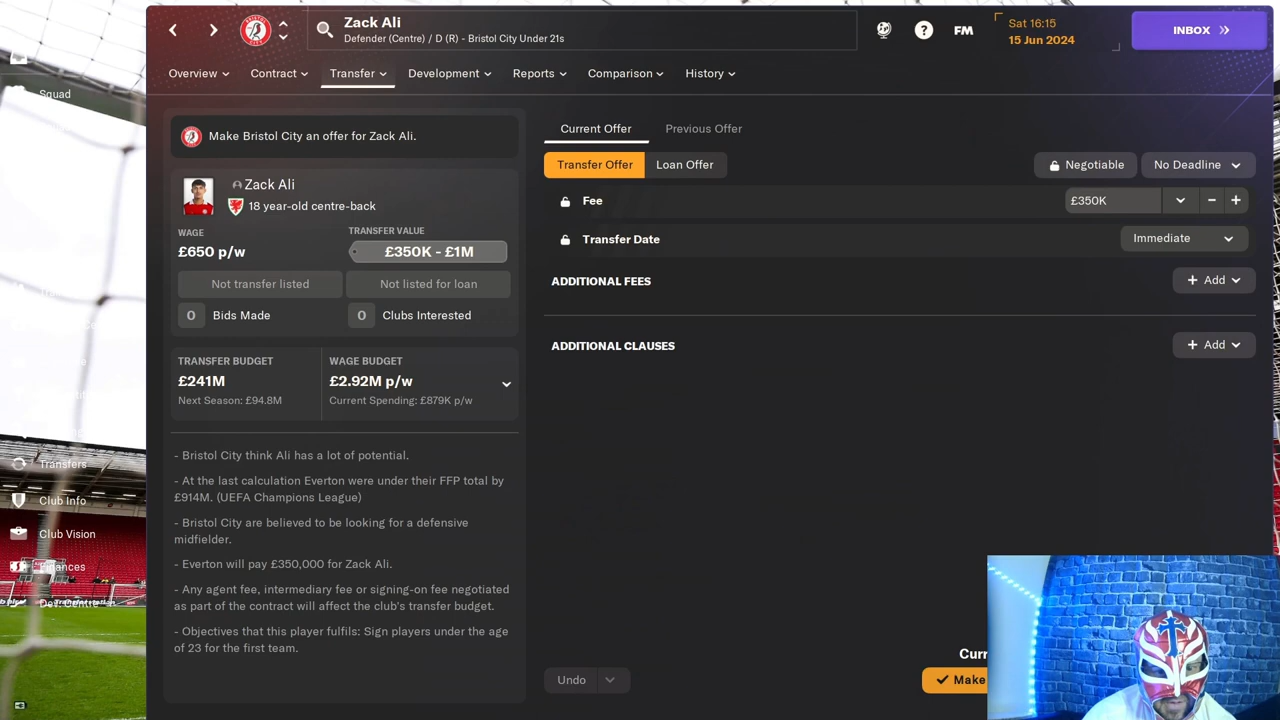 Zack Ali
Defender (Centre) / D (R) - Bristol City Under 21s
FM
Sat 16:15
15 Jun 2024
INBOX
Overview
Contract
Transfer
Development
Reports
Comparison
History
Squad
Transfers
Club Info
Club Vision
Finances
Dev. Centre
Make Bristol City an offer for Zack Ali.
Zack Ali
18 year-old centre-back
WAGE
TRANSFER VALUE
£650 p/w
£350K - £1M
Not transfer listed
Not listed for loan
0 Bids Made
0 Clubs Interested
TRANSFER BUDGET
WAGE BUDGET
£241M
£2.92M p/w
Next Season: £94.8M
Current Spending: £879K p/w
- Bristol City think Ali has a lot of potential.
- At the last calculation Everton were under their FFP total by
£914M. (UEFA Champions League)
- Bristol City are believed to be looking for a defensive
midfielder.
- Everton will pay £350,000 for Zack Ali.
- Any agent fee, intermediary fee or signing-on fee negotiated
as part of the contract will affect the club's transfer budget.
- Objectives that this player fulfils: Sign players under the age
of 23 for the first team.
Current Offer
Previous Offer
Transfer Offer
Loan Offer
Negotiable
No Deadline
Fee
£350K
Transfer Date
Immediate
ADDITIONAL FEES
+ Add
ADDITIONAL CLAUSES
+ Add
Undo
Curr
Make